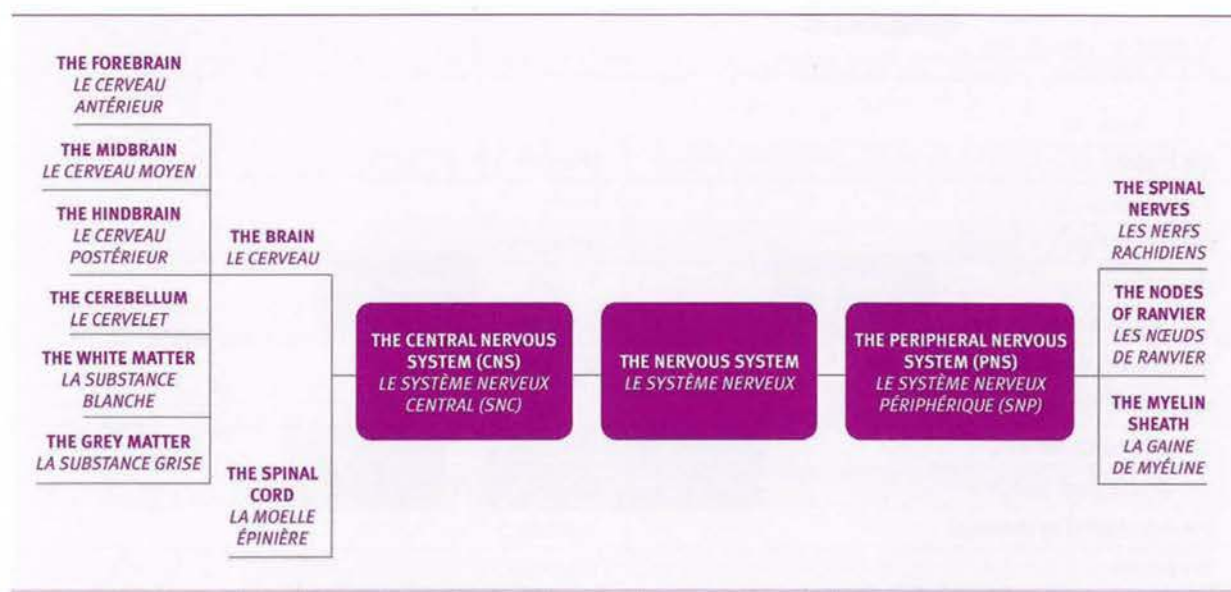 THE FOREBRAIN
LE CERVEAU
ANTÉRIEUR
THE MIDBRAIN
LE CERVEAU MOYEN
THE HINDBRAIN
LE CERVEAU
POSTÉRIEUR
THE CEREBELLUM
LE CERVELET
THE WHITE MATTER
LA SUBSTANCE
BLANCHE
THE GREY MATTER
LA SUBSTANCE GRISE
THE BRAIN
LE CERVEAU
THE SPINAL
CORD
LA MOELLE
ÉPINIÈRE
THE CENTRAL NERVOUS
SYSTEM (CNS)
LE SYSTÈME NERVEUX
CENTRAL (SNC)
THE NERVOUS SYSTEM
LE SYSTÈME NERVEUX
THE PERIPHERAL NERVOUS
SYSTEM (PNS)
LE SYSTÈME NERVEUX
PÉRIPHÉRIQUE (SNP)
THE SPINAL
NERVES
LES NERFS
RACHIDIENS
THE NODES
OF RANVIER
LES NŒUDS
DE RANVIER
THE MYELIN
SHEATH
LA GAINE
DE MYÉLINE